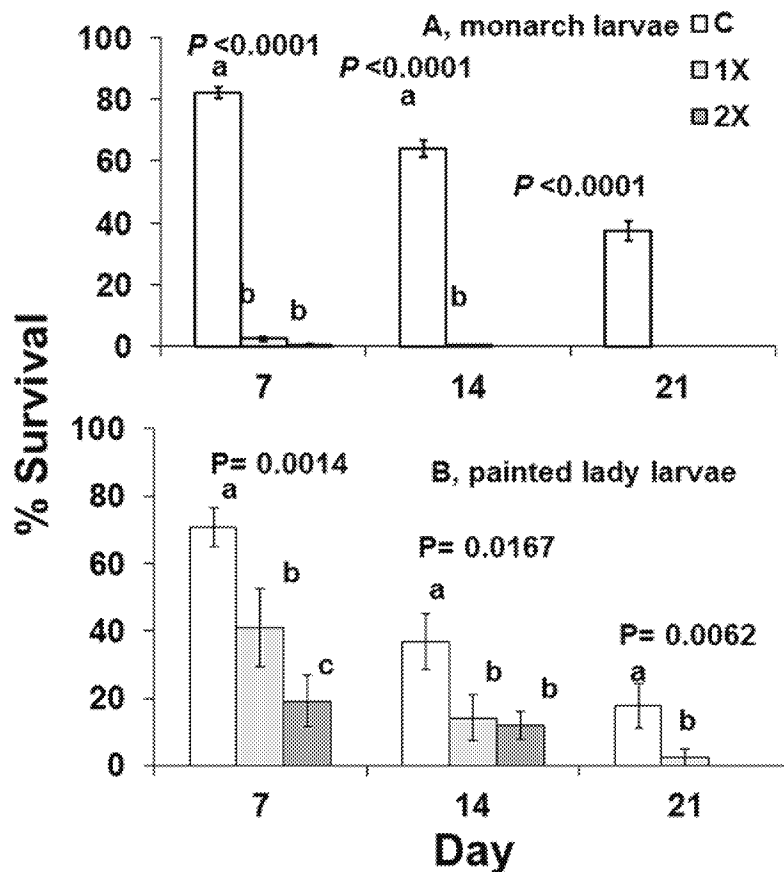 100
A, monarch larvae
C
P <0.0001
a
P <0.0001
1X
80
a
2X
60
P <0.0001
40
20
b
b
b
0
7
14
21
% Survival
100
P= 0.0014
B, painted lady larvae
80
a
P= 0.0167
60
b
a
P= 0.0062
40
c
b
b
a
20
b
0
7
14
21
Day